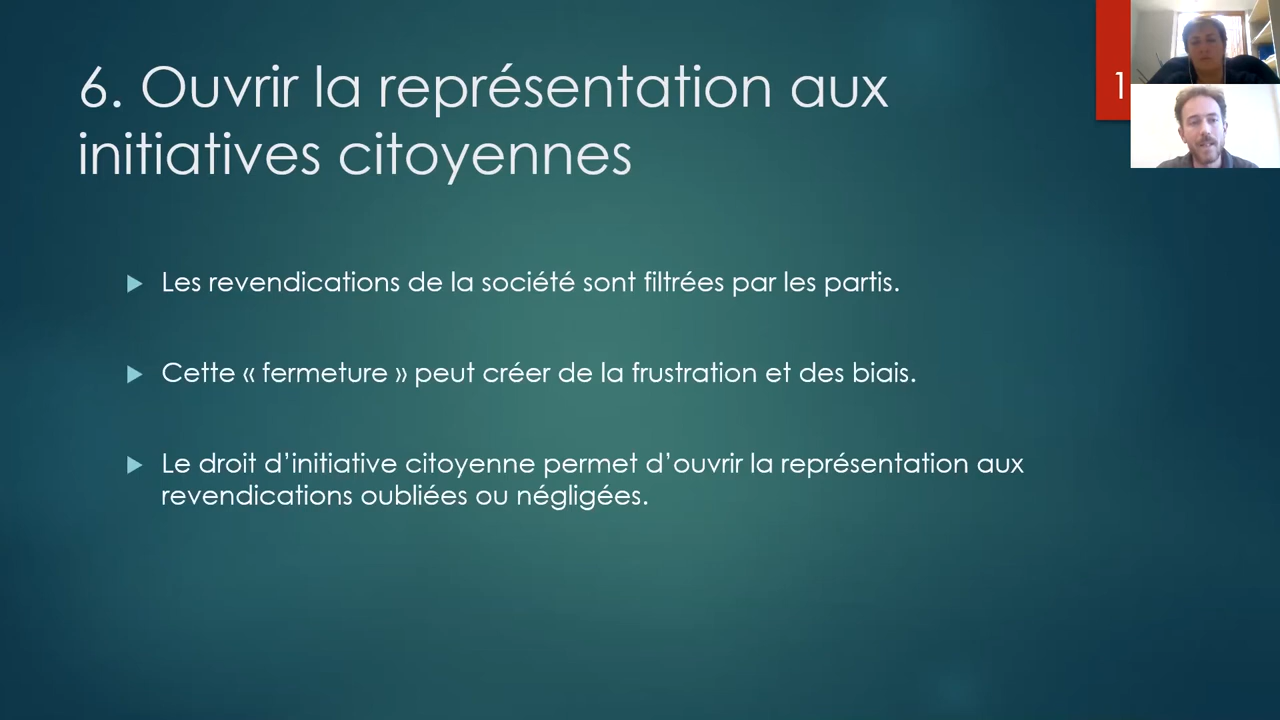 6. Ouvrir la représentation aux
initiatives citoyennes
1
Les revendications de la société sont filtrées par les partis.
Cette « fermeture » peut créer de la frustration et des biais.
Le droit d’initiative citoyenne permet d’ouvrir la représentation aux
revendications oubliées ou négligées.